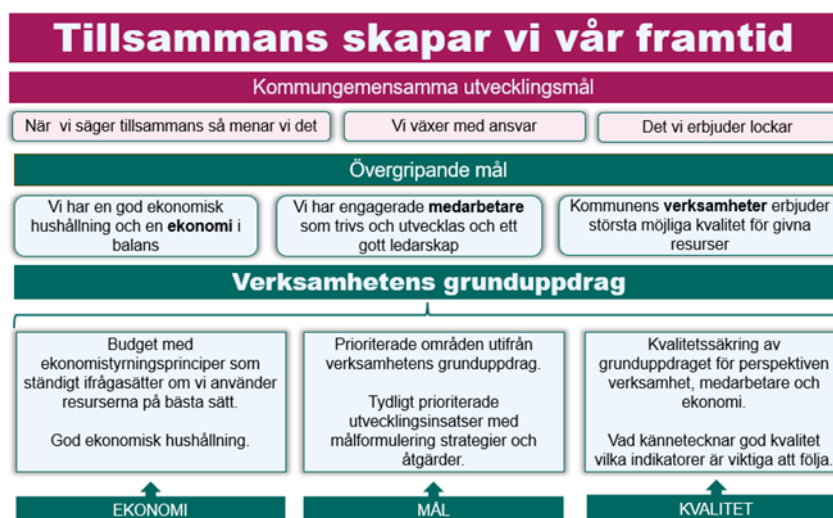 Tillsammans skapar vi vår framtid
Kommungemensamma utvecklingsmål
När vi säger tillsammans så menar vi det
Vi växer med ansvar
Det vi erbjuder lockar
Övergripande mål
Vi har en god ekonomisk
hushållning och en ekonomi i
balans
Vi har engagerade medarbetare
som trivs och utvecklas och ett
gott ledarskap
Kommunens verksamheter erbjuder
största möjliga kvalitet för givna
resurser
Verksamhetens grunduppdrag
Budget med
ekonomistyrningsprinciper som
ständigt ifrågasätter om vi använder
resurserna på bästa sätt.
God ekonomisk hushållning.
Prioriterade områden utifrån
verksamhetens grunduppdrag.
Tydligt prioriterade
utvecklingsinsatser med
målformulering strategier och
åtgärder.
Kvalitetssäkring av
grunduppdraget för perspektiven
verksamhet, medarbetare och
ekonomi.
Vad kännetecknar god kvalitet
vilka indikatorer är viktiga att följa.
EKONOMI
MÅL
KVALITET